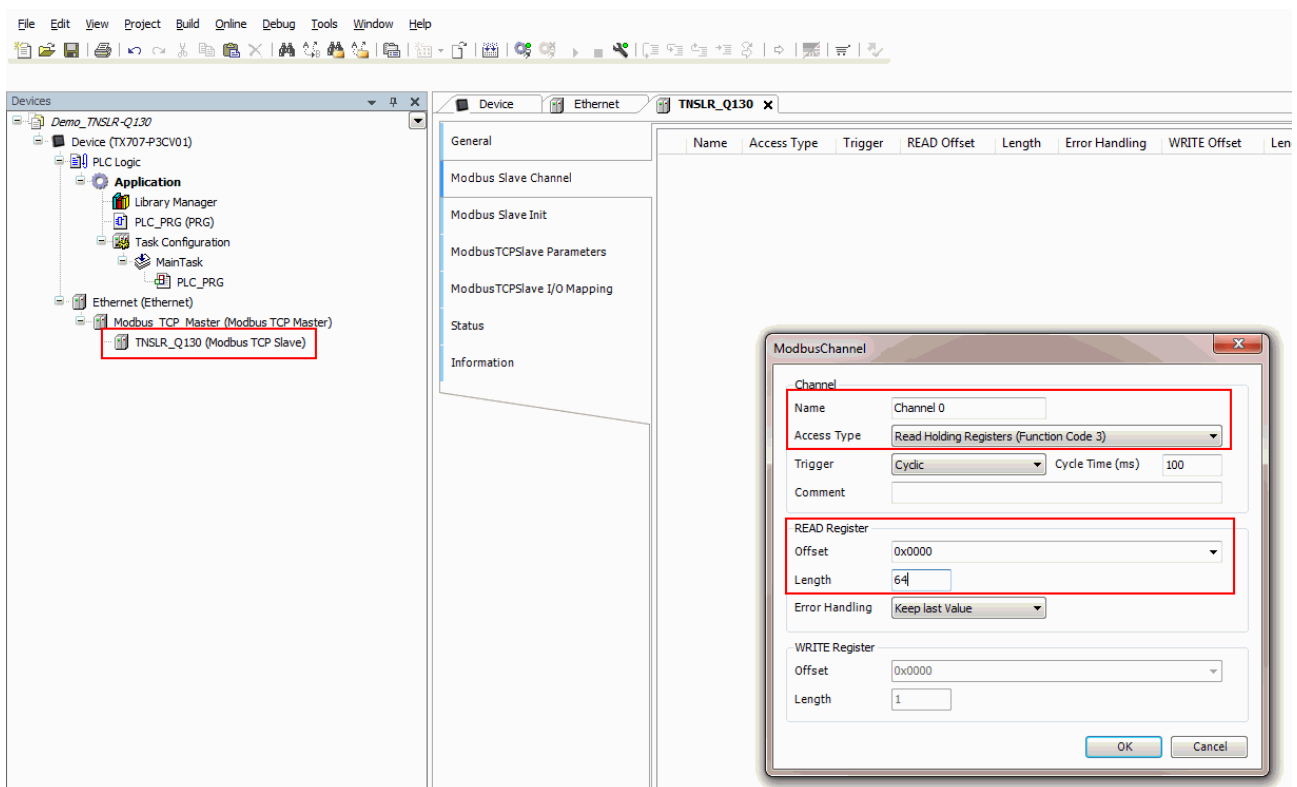 File Edit View Project Build Online Debug Tools Window Help
Devices
Demo_TNSLR-Q130
Device (TX707-P3CV01)
PLC Logic
Application
Library Manager
PLC_PRG (PRG)
Task Configuration
MainTask
PLC_PRG
Ethernet (Ethernet)
Modbus_TCP_Master (Modbus TCP Master)
TNSLR_Q130 (Modbus TCP Slave)
Device Ethernet TNSLR_Q130
General
Modbus Slave Channel
Modbus Slave Init
ModbusTCPSlave Parameters
ModbusTCPSlave I/O Mapping
Status
Information
Name Access Type Trigger READ Offset Length Error Handling WRITE Offset Len
ModbusChannel
Channel
Name Channel 0
Access Type Read Holding Registers (Function Code 3)
Trigger Cyclic Cycle Time (ms) 100
Comment
READ Register
Offset 0x0000
Length 64
Error Handling Keep last Value
WRITE Register
Offset 0x0000
Length 1
OK Cancel